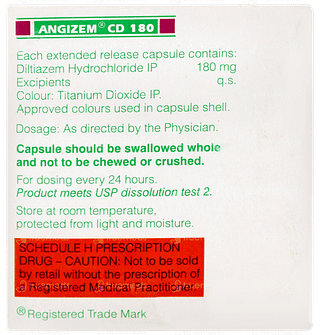 ANGIZEM® CD 180
Each extended release capsule contains:
Diltiazem Hydrochloride IP 180 mg
Excipients q.s.
Colour: Titanium Dioxide IP.
Approved colours used in capsule shell.
Dosage: As directed by the Physician.
Capsule should be swallowed whole
and not to be chewed or crushed.
For dosing every 24 hours.
Product meets USP dissolution test 2.
Store at room temperature,
protected from light and moisture.
SCHEDULE H PRESCRIPTION
DRUG – CAUTION: Not to be sold
by retail without the prescription of
a Registered Medical Practitioner.
®Registered Trade Mark